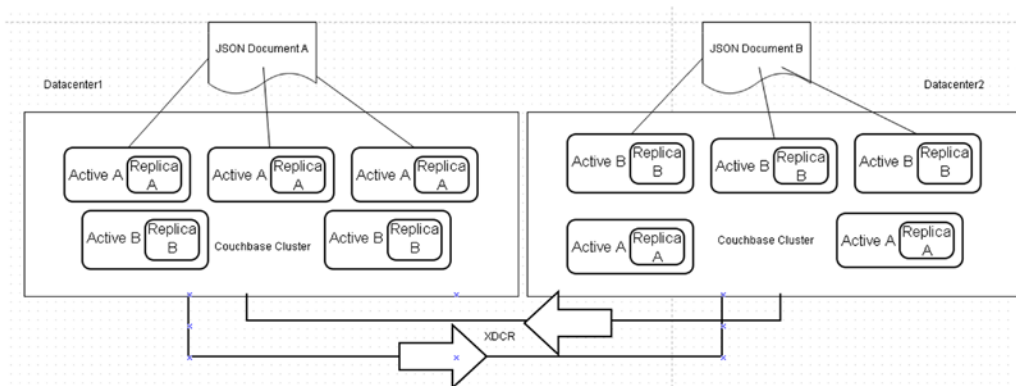 JSON Document A
JSON Document B
Datacenter1
Datacenter2
Active A
Replica
A
Active A
Replica
A
Active A
Replica
A
Active B
Replica
B
Active B
Replica
B
Couchbase Cluster
Active B
Replica
B
Active B
Replica
B
Active B
Replica
B
Active A
Replica
A
Active A
Replica
A
Couchbase Cluster
XDCR